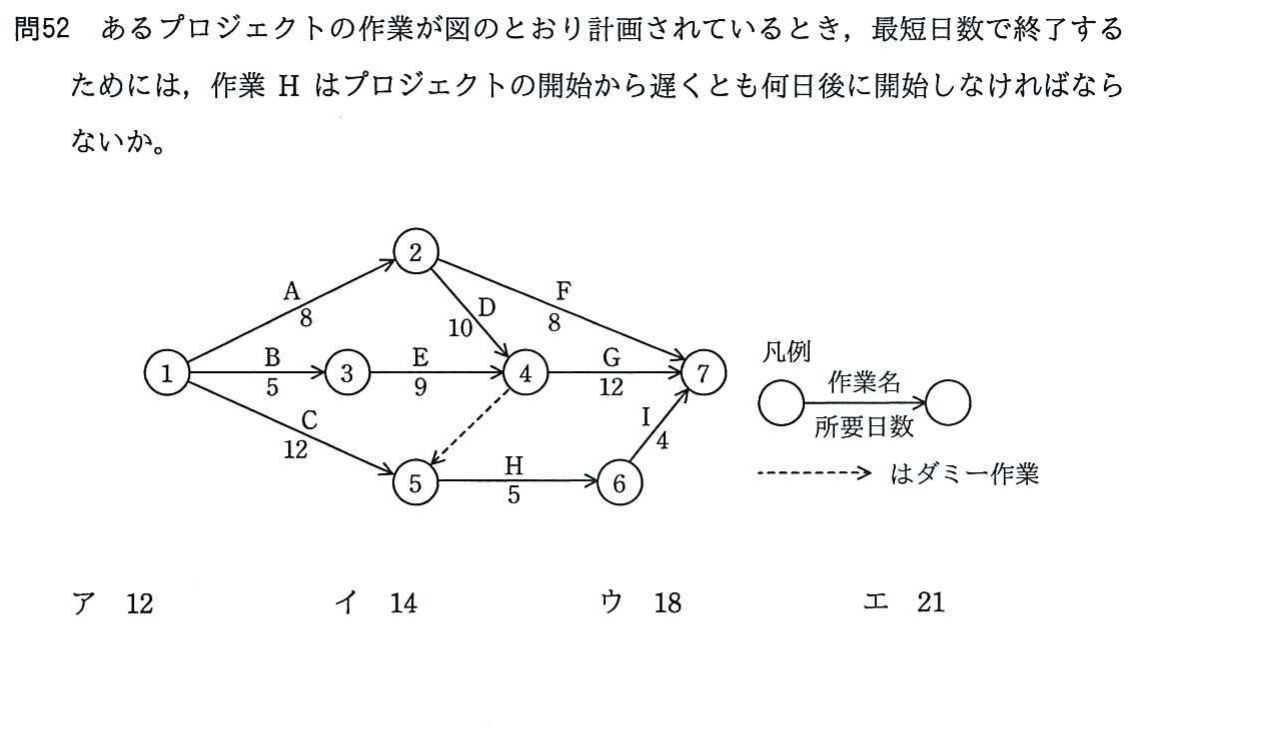 問52 あるプロジェクトの作業が図のとおり計画されているとき，最短日数で終了する
ためには，作業 H はプロジェクトの開始から遅くとも何日後に開始しなければなら
ないか。
2
A
8
F
8
D
10
1
B
5
3
E
9
4
G
12
7
C
12
I
4
5
H
5
6
凡例
作業名
所要日数
はダミー作業
ア 12
イ 14
ウ 18
エ 21